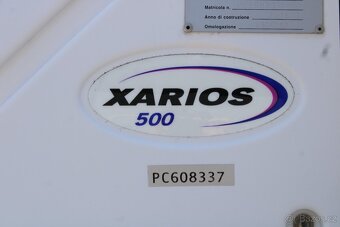 Matricola n.
Anno di costruzione
Omologazione
XARIOS
500
PC608337